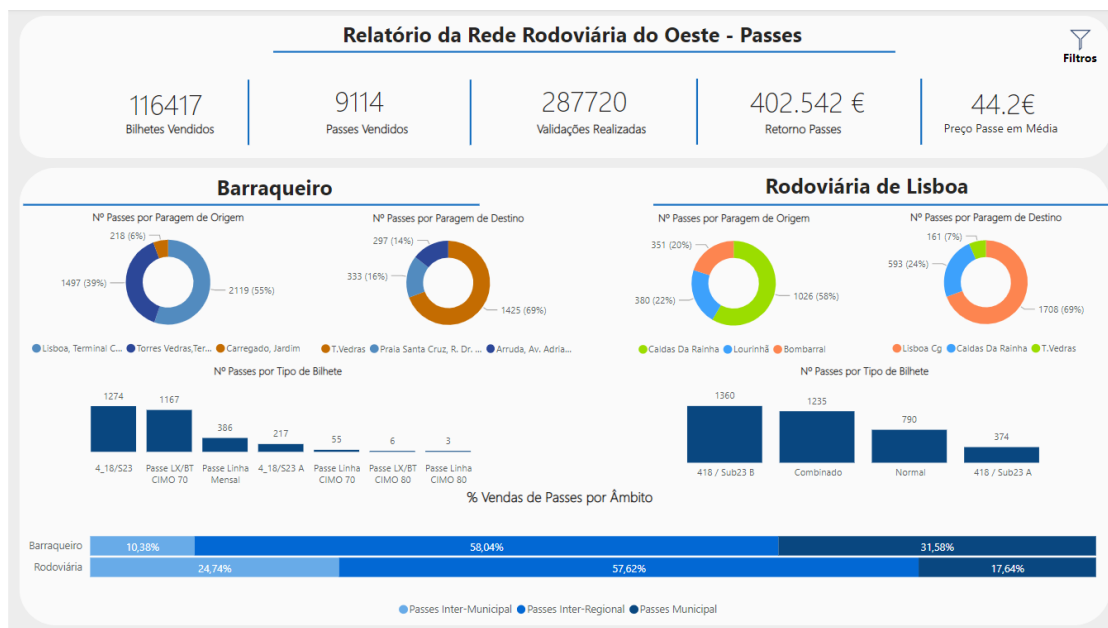 Relatório da Rede Rodoviária do Oeste - Passes
Filtros
116417
Bilhetes Vendidos
9114
Passes Vendidos
287720
Validações Realizadas
402.542 €
Retorno Passes
44.2€
Preço Passe em Média
Barraqueiro
Nº Passes por Paragem de Origem
218 (6%)
1497 (39%)
2119 (55%)
Lisboa, Terminal C... Torres Vedras,Ter... Carregado, Jardim
Nº Passes por Paragem de Destino
297 (14%)
333 (16%)
1425 (69%)
T.Vedras Praia Santa Cruz, R. Dr. ... Arruda, Av. Adria...
Nº Passes por Tipo de Bilhete
1274 1167 386 217 55 6 3
4_18/S23 Passe LX/BT Passe Linha 4_18/S23 A Passe Linha Passe LX/BT Passe Linha
CIMO 70 Mensal CIMO 70 CIMO 80 CIMO 80
Rodoviária de Lisboa
Nº Passes por Paragem de Origem
351 (20%)
380 (22%)
1026 (58%)
Caldas Da Rainha Lourinhã Bombarral
Nº Passes por Paragem de Destino
161 (7%)
593 (24%)
1708 (69%)
Lisboa Cg Caldas Da Rainha T.Vedras
Nº Passes por Tipo de Bilhete
1360 1235 790 374
418 / Sub23 B Combinado Normal 418 / Sub23 A
% Vendas de Passes por Âmbito
Barraqueiro 10,38% 58,04% 31,58%
Rodoviária 24,74% 57,62% 17,64%
Passes Inter-Municipal Passes Inter-Regional Passes Municipal